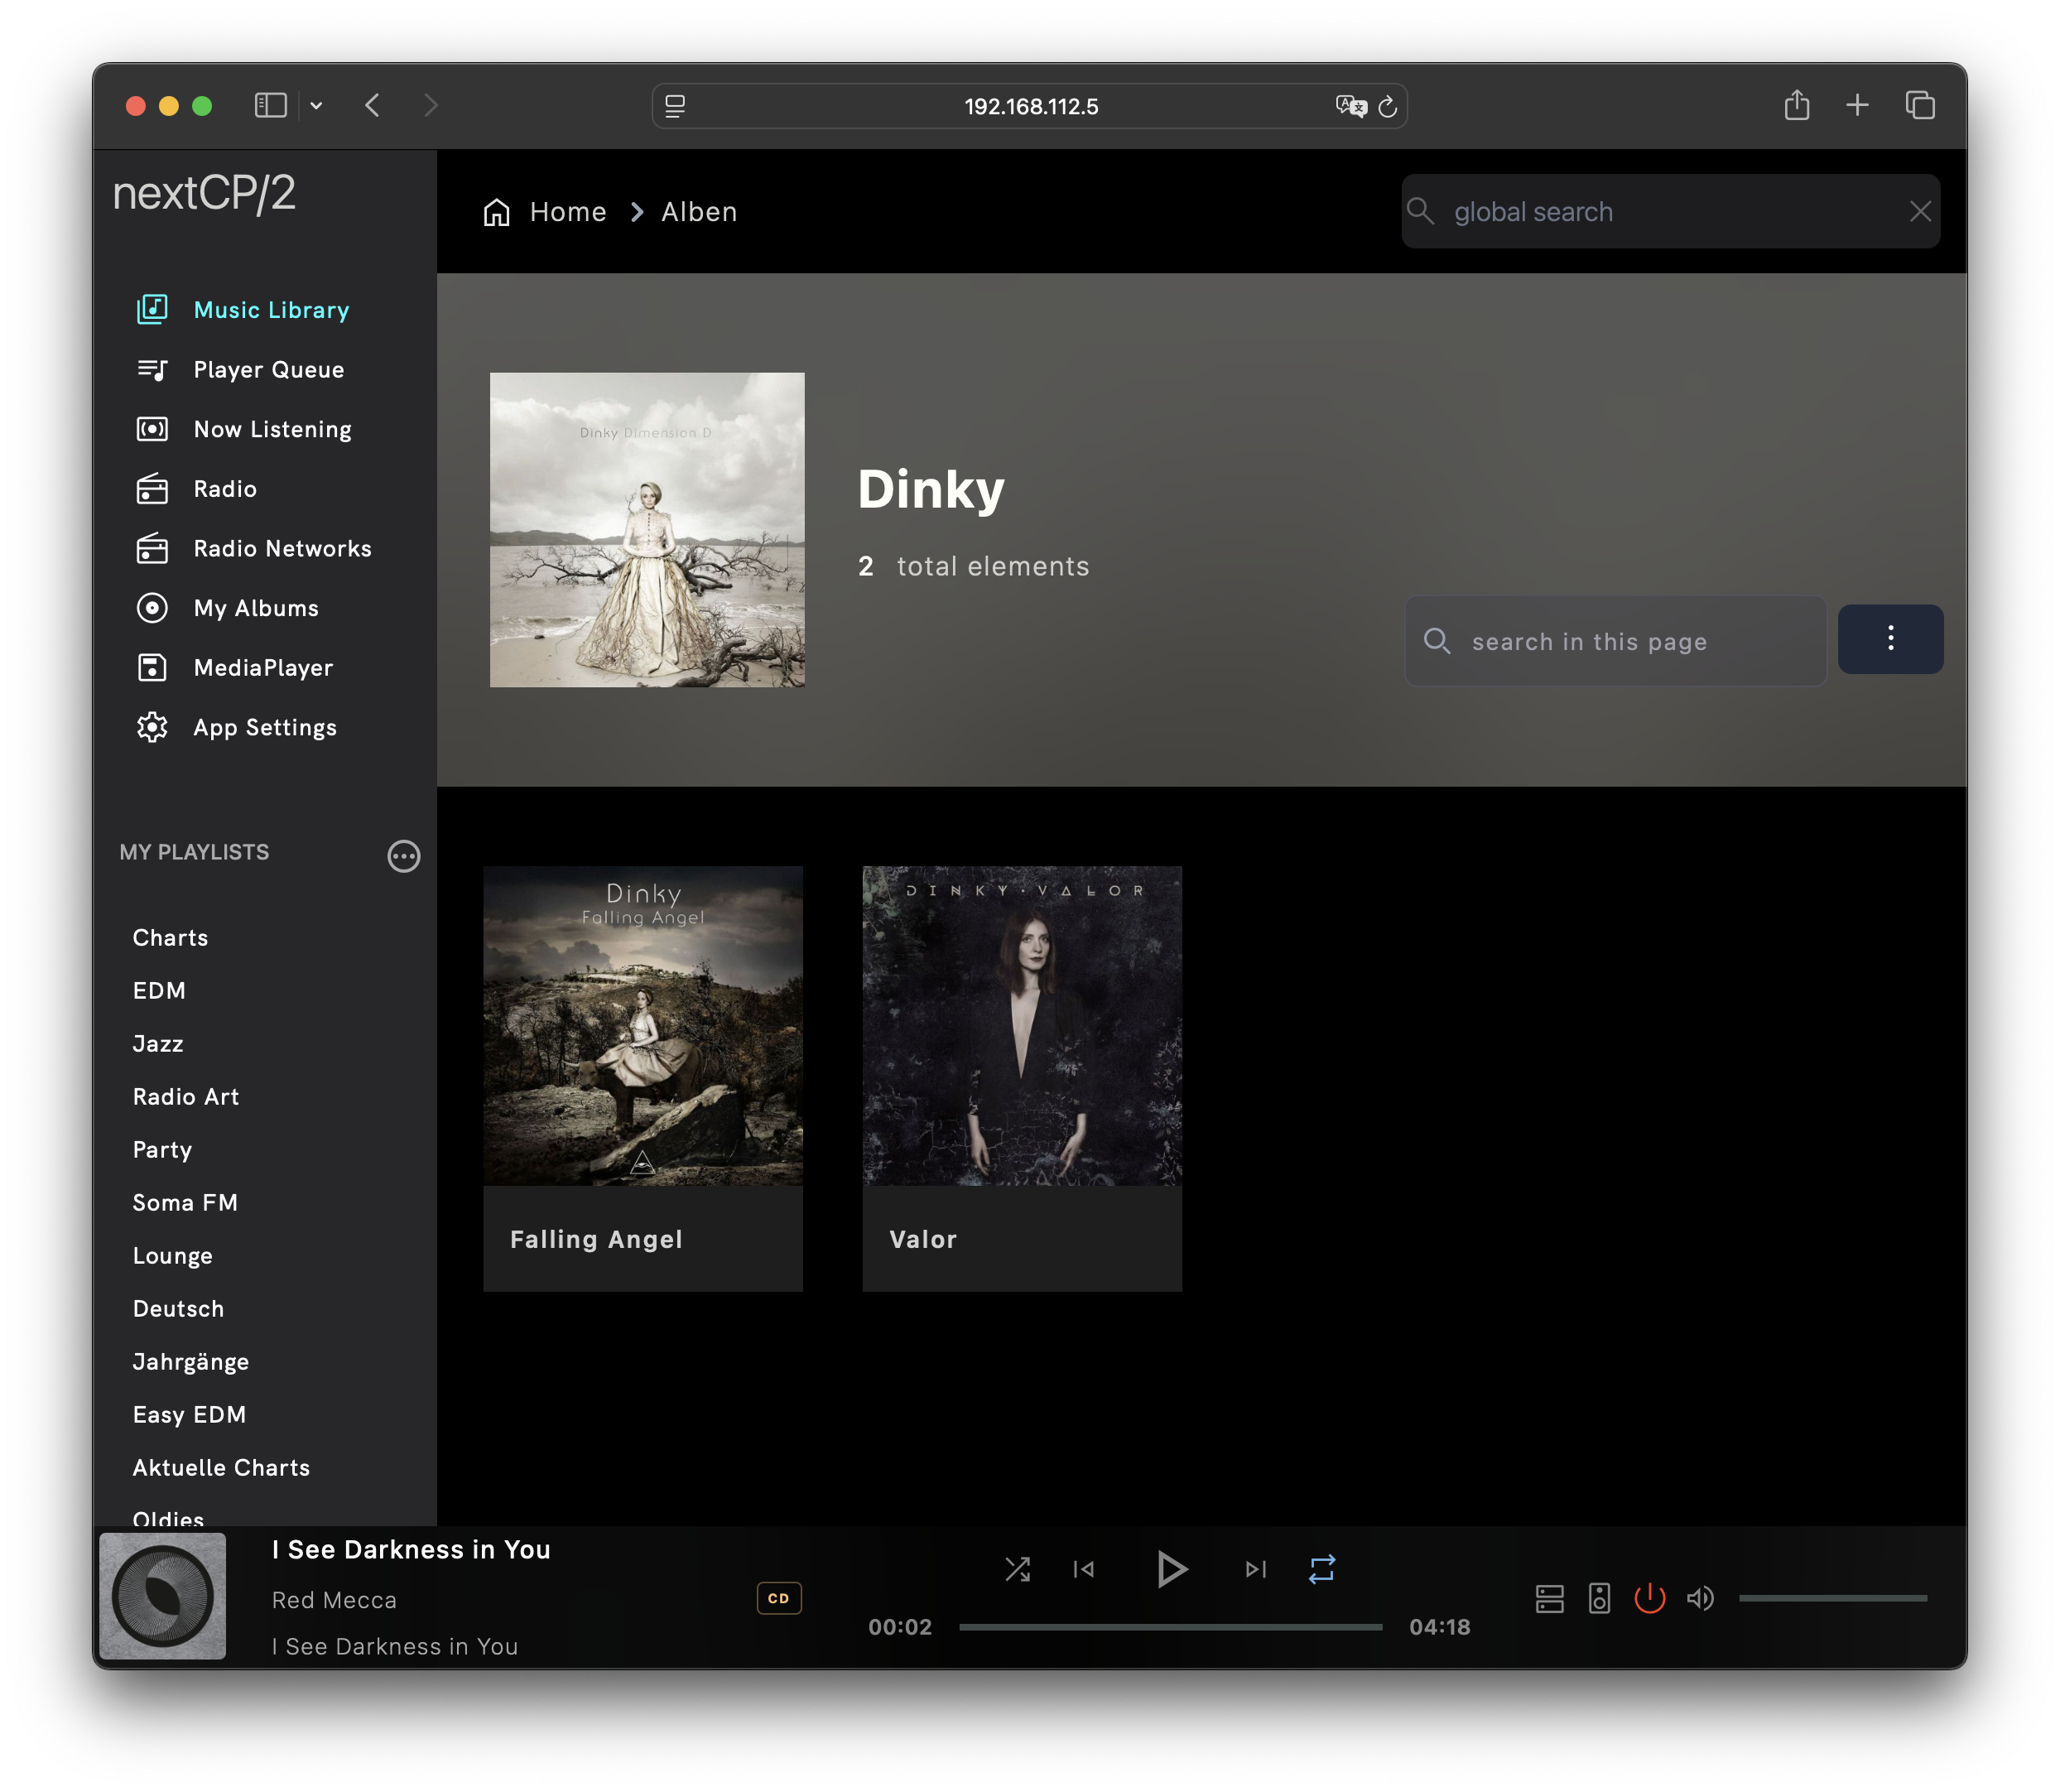 192.168.112.5
nextCP/2
Home > Alben
global search
Music Library
Player Queue
Now Listening
Radio
Radio Networks
My Albums
MediaPlayer
App Settings
Dinky Dimension D
Dinky
2 total elements
search in this page
MY PLAYLISTS
Charts
EDM
Jazz
Radio Art
Party
Soma FM
Lounge
Deutsch
Jahrgänge
Easy EDM
Aktuelle Charts
Oldies
Dinky
Falling Angel
DINKY · VALOR
Falling Angel
Valor
I See Darkness in You
Red Mecca
I See Darkness in You
CD
00:02
04:18